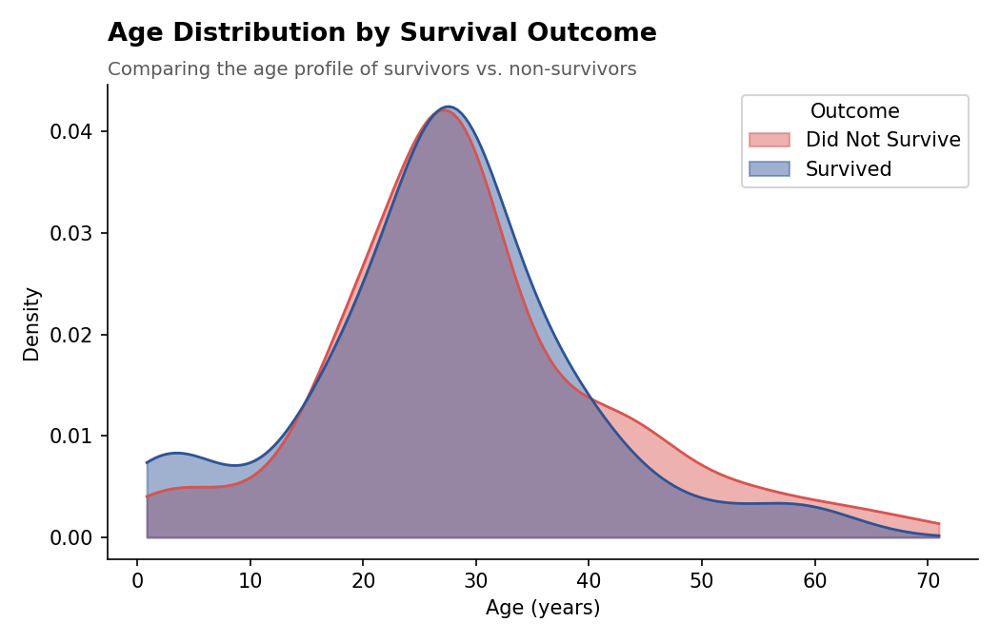 Age Distribution by Survival Outcome
Comparing the age profile of survivors vs. non-survivors
Outcome
Did Not Survive
Survived
Density
0.04
0.03
0.02
0.01
0.00
0 10 20 30 40 50 60 70
Age (years)